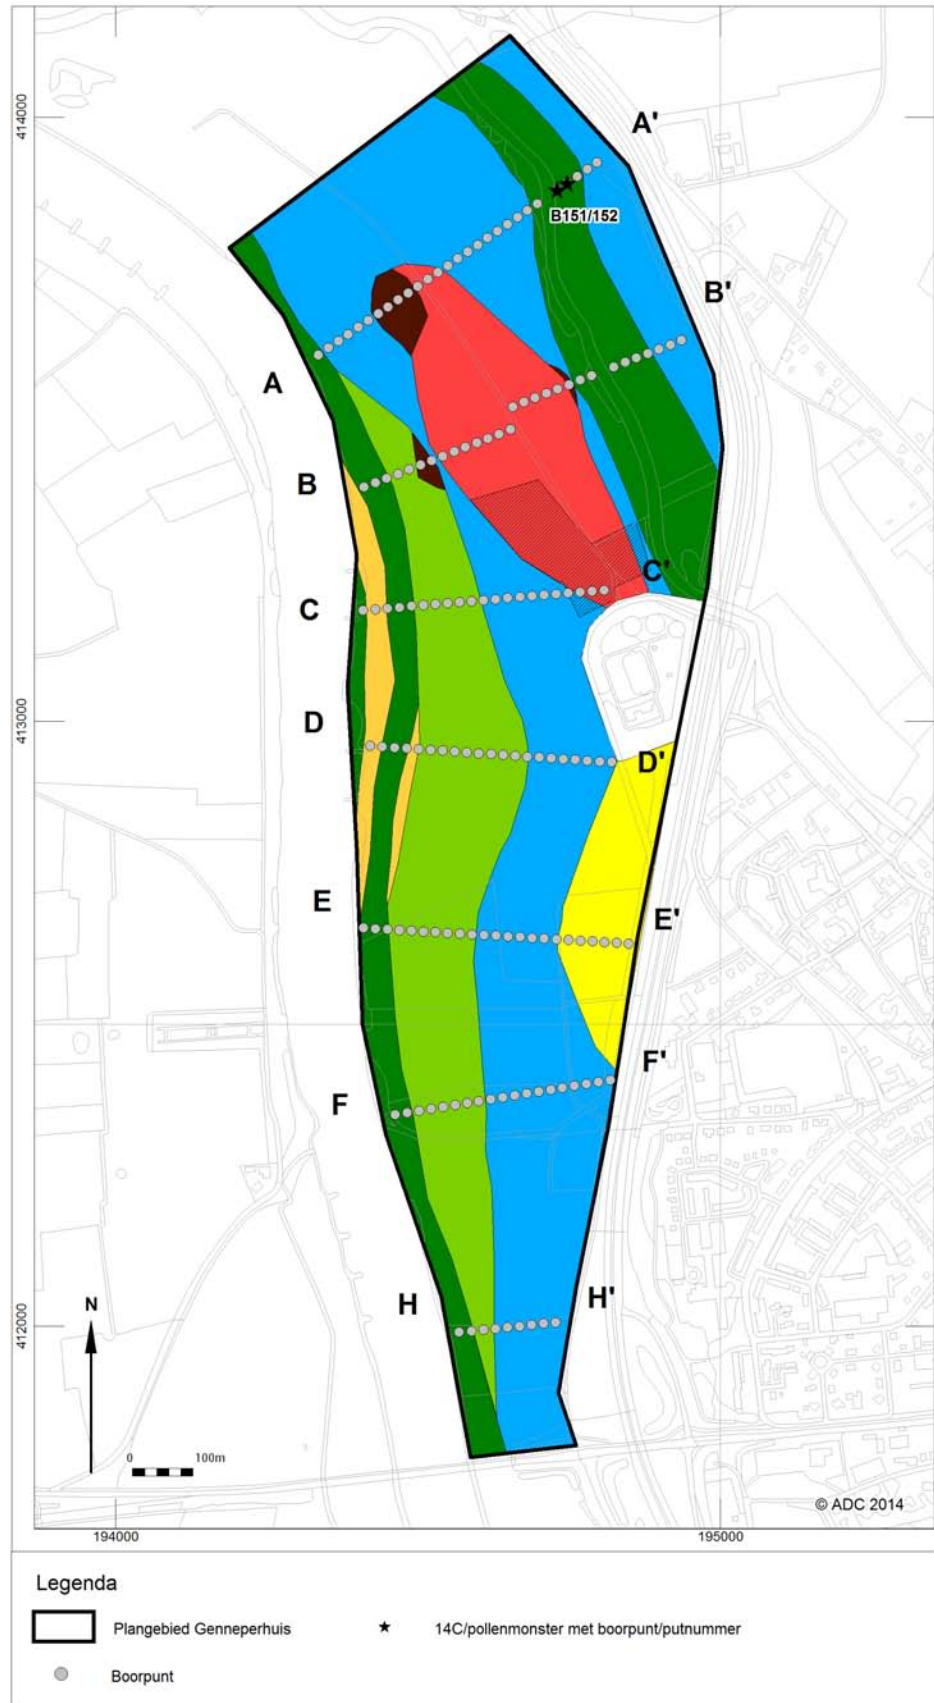 414000
A'
B151/152
B'
A
B
C'
C
413000
D
D'
E
E'
F'
F
H
H'
N
412000
0 100m
© ADC 2014
194000 195000
Legenda
Plangebied Genneperhuis
14C/pollenmonster met boorpunt/putnummer
Boorpunt